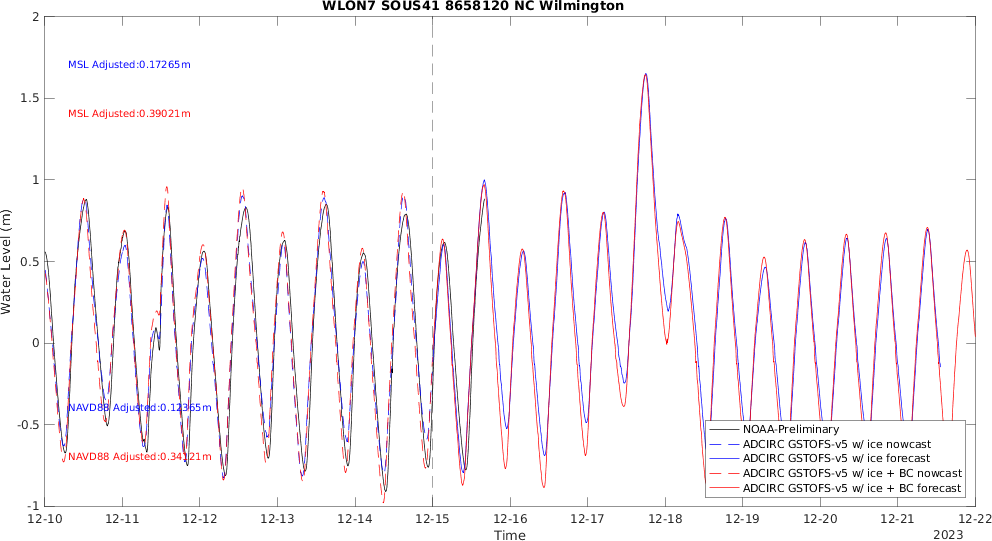 WLON7 SOUS41 8658120 NC Wilmington
2
1.5
1
0.5
0
-0.5
-1
Water Level (m)
MSL Adjusted:0.17265m
MSL Adjusted:0.39021m
NAVD88 Adjusted:0.12365m
NAVD88 Adjusted:0.34121m
NOAA-Preliminary
ADCIRC GSTOFS-v5 w/ ice nowcast
ADCIRC GSTOFS-v5 w/ ice forecast
ADCIRC GSTOFS-v5 w/ ice + BC nowcast
ADCIRC GSTOFS-v5 w/ ice + BC forecast
12-10 12-11 12-12 12-13 12-14 12-15 12-16 12-17 12-18 12-19 12-20 12-21 12-22
Time
2023